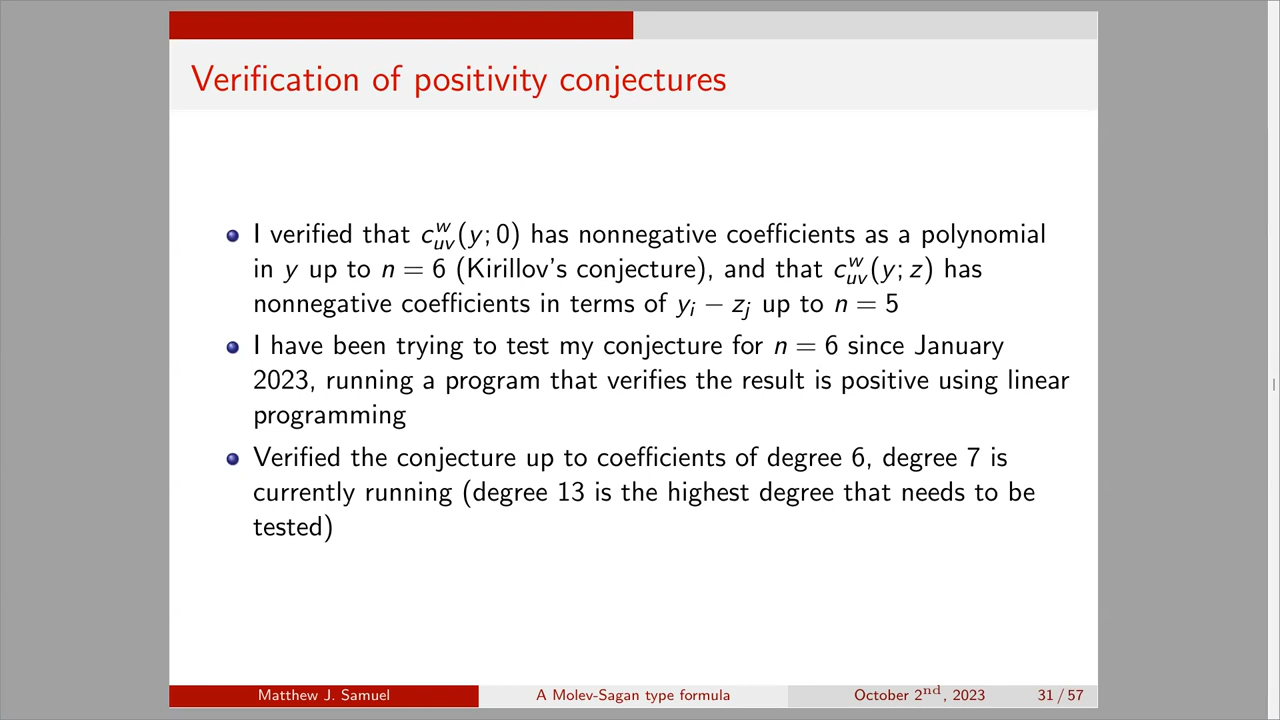 Verification of positivity conjectures
I verified that $c_{uv}^{w}(y; 0)$ has nonnegative coefficients as a polynomial
in $y$ up to $n = 6$ (Kirillov's conjecture), and that $c_{uv}^{w}(y; z)$ has
nonnegative coefficients in terms of $y_i - z_j$ up to $n = 5$
I have been trying to test my conjecture for $n = 6$ since January
2023, running a program that verifies the result is positive using linear
programming
Verified the conjecture up to coefficients of degree 6, degree 7 is
currently running (degree 13 is the highest degree that needs to be
tested)
Matthew J. Samuel A Molev-Sagan type formula October 2nd, 2023 31 / 57